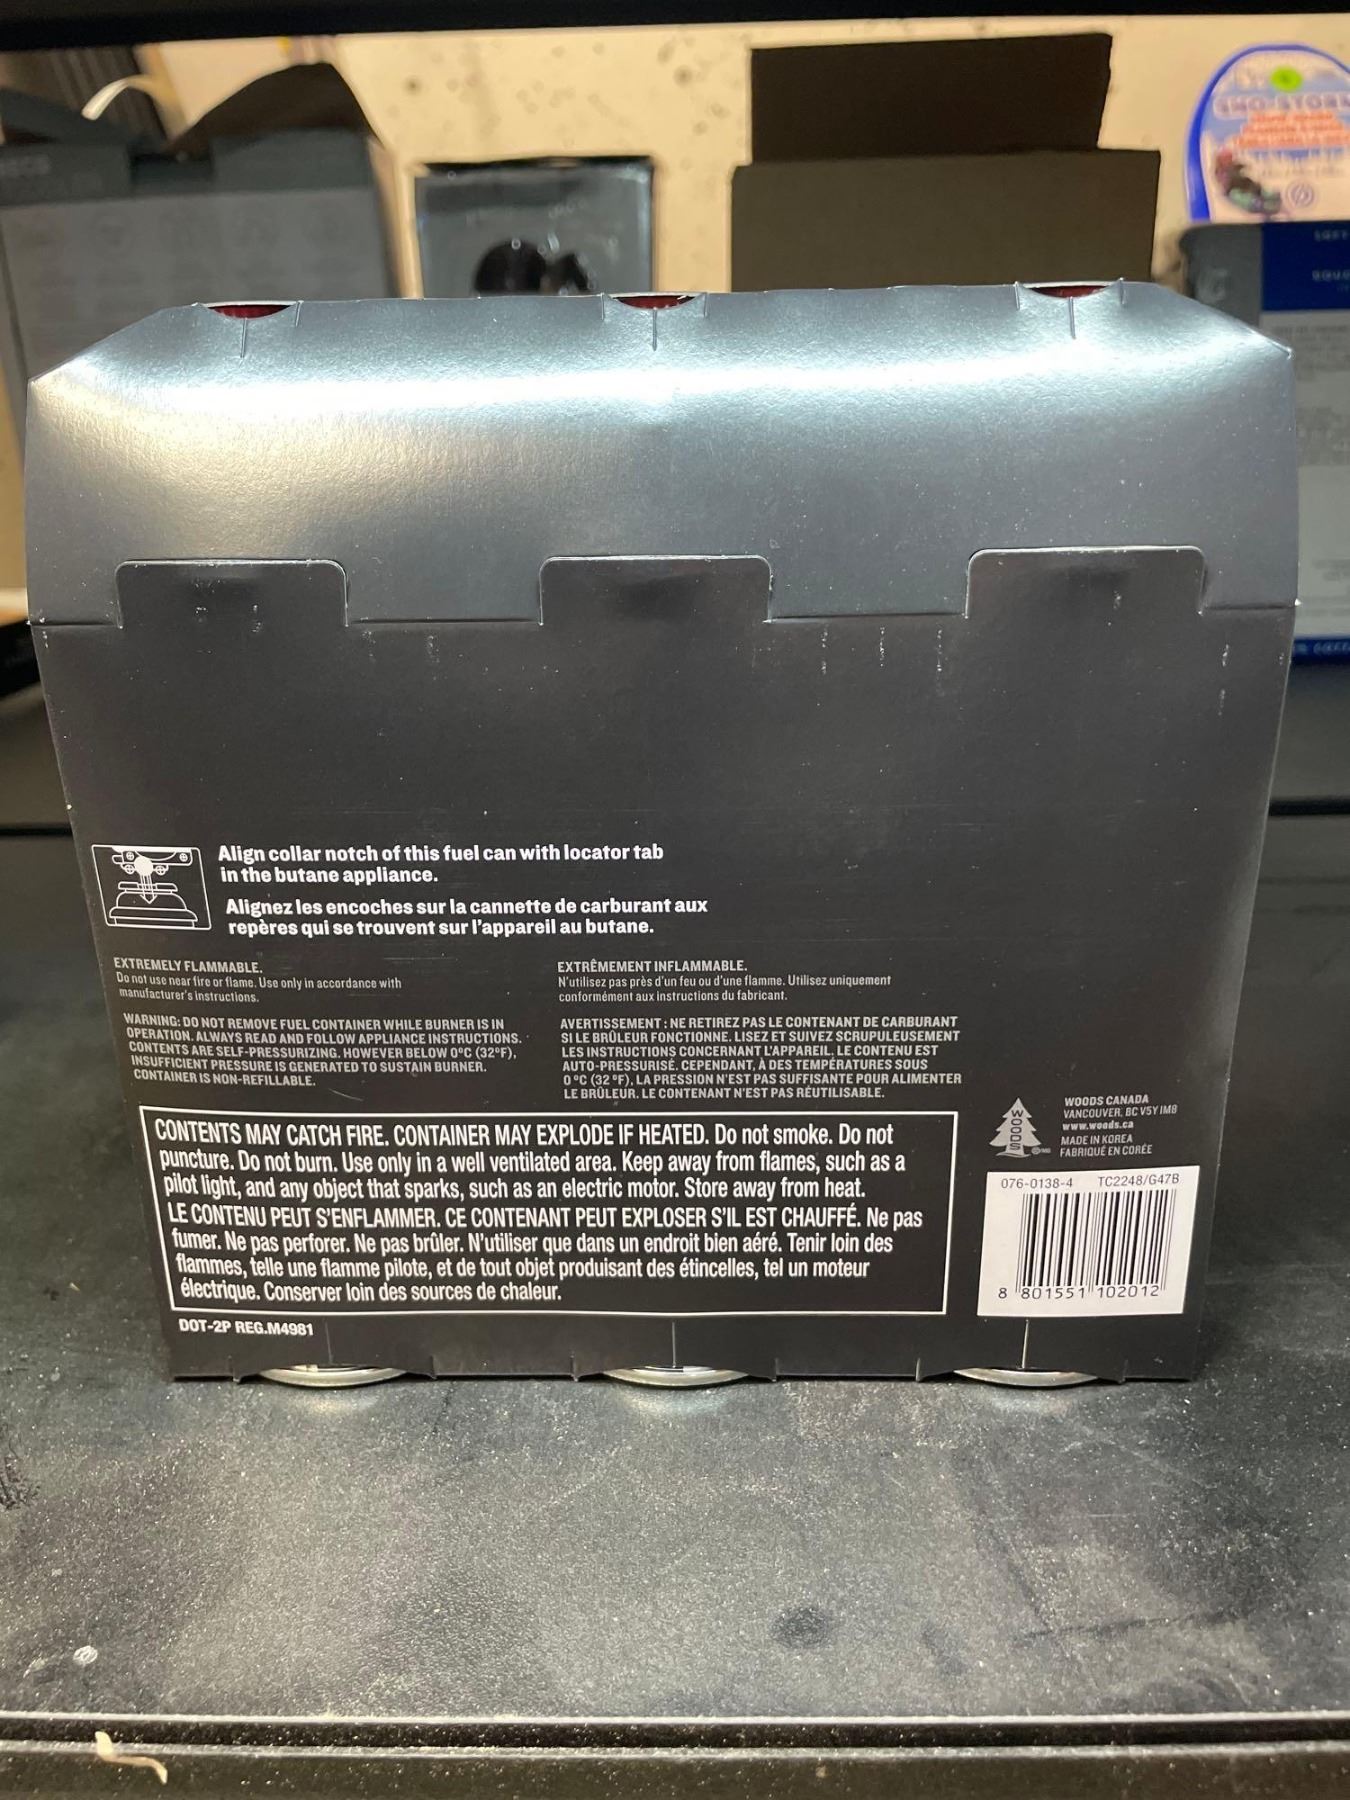 SNO-STORM
Align collar notch of this fuel can with locator tab
in the butane appliance.
Alignez les encoches sur la cannette de carburant aux
repères qui se trouvent sur l'appareil au butane.
EXTREMELY FLAMMABLE.
Do not use near fire or flame. Use only in accordance with
manufacturer's instructions.
WARNING: DO NOT REMOVE FUEL CONTAINER WHILE BURNER IS IN
OPERATION. ALWAYS READ AND FOLLOW APPLIANCE INSTRUCTIONS.
CONTENTS ARE SELF-PRESSURIZING. HOWEVER BELOW 0°C (32°F),
INSUFFICIENT PRESSURE IS GENERATED TO SUSTAIN BURNER.
CONTAINER IS NON-REFILLABLE.
EXTRÊMEMENT INFLAMMABLE.
N'utilisez pas près d'un feu ou d'une flamme. Utilisez uniquement
conformément aux instructions du fabricant.
AVERTISSEMENT : NE RETIREZ PAS LE CONTENANT DE CARBURANT
SI LE BRÛLEUR FONCTIONNE. LISEZ ET SUIVEZ SCRUPULEUSEMENT
LES INSTRUCTIONS CONCERNANT L'APPAREIL. LE CONTENU EST
AUTO-PRESSURISÉ. CEPENDANT, À DES TEMPÉRATURES SOUS
0 °C (32 °F), LA PRESSION N'EST PAS SUFFISANTE POUR ALIMENTER
LE BRÛLEUR. LE CONTENANT N'EST PAS RÉUTILISABLE.
CONTENTS MAY CATCH FIRE. CONTAINER MAY EXPLODE IF HEATED. Do not smoke. Do not
puncture. Do not burn. Use only in a well ventilated area. Keep away from flames, such as a
pilot light, and any object that sparks, such as an electric motor. Store away from heat.
LE CONTENU PEUT S'ENFLAMMER. CE CONTENANT PEUT EXPLOSER S'IL EST CHAUFFÉ. Ne pas
fumer. Ne pas perforer. Ne pas brûler. N'utiliser que dans un endroit bien aéré. Tenir loin des
flammes, telle une flamme pilote, et de tout objet produisant des étincelles, tel un moteur
électrique. Conserver loin des sources de chaleur.
DOT-2P REG.M4981
WOODS
WOODS CANADA
VANCOUVER, BC V5Y 1M8
www.woods.ca
MADE IN KOREA
FABRIQUÉ EN CORÉE
076-0138-4 TC2248/G47B
8 801551 102012